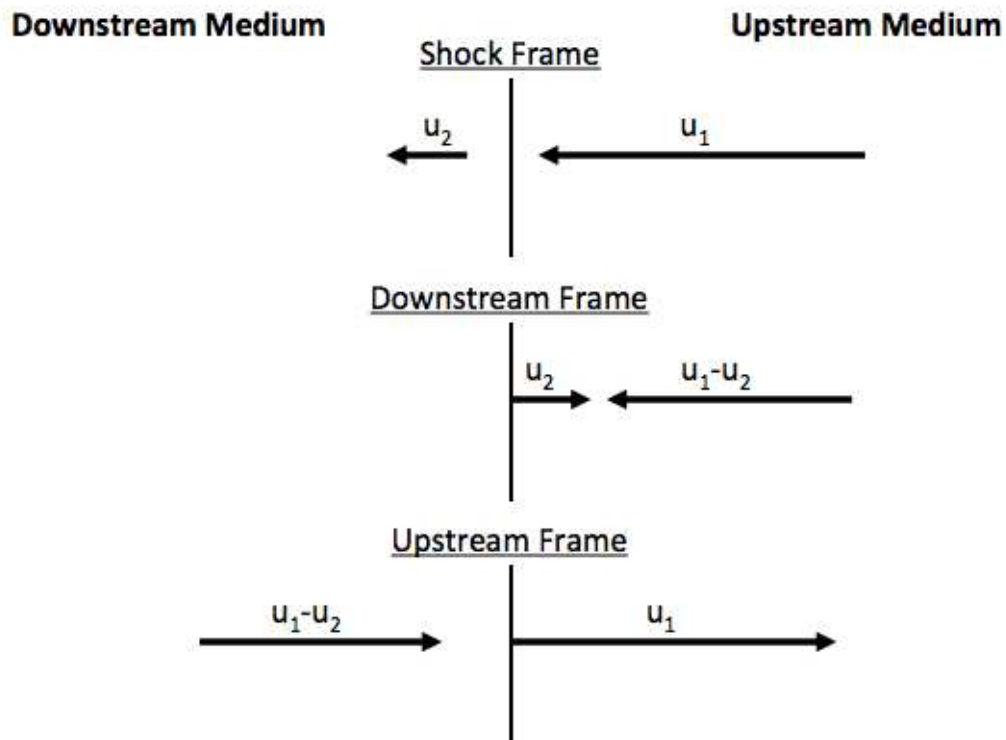 Downstream Medium Upstream Medium
Shock Frame
u₂ u₁
Downstream Frame
u₂ u₁-u₂
Upstream Frame
u₁-u₂ u₁